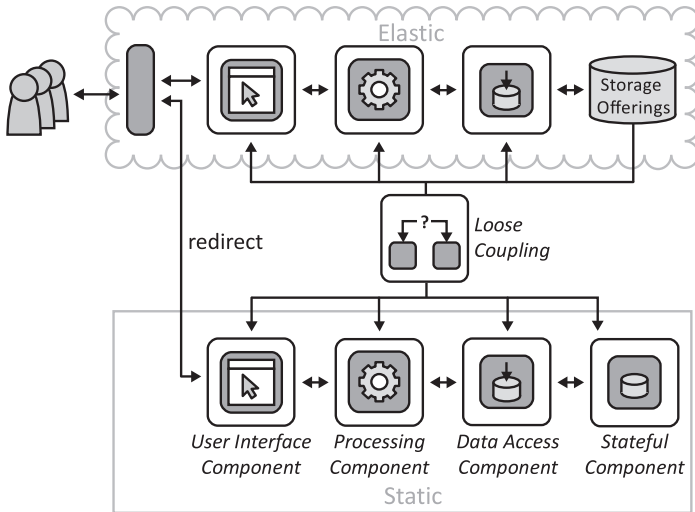 Elastic
Storage
Offerings
?
Loose
Coupling
redirect
User Interface
Component
Processing
Component
Data Access
Component
Stateful
Component
Static